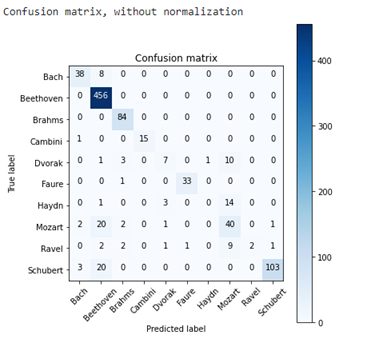 Confusion matrix, without normalization
Confusion matrix
Bach 38 8 0 0 0 0 0 0 0 0
Beethoven 0 456 0 0 0 0 0 0 0 0
Brahms 0 0 84 0 0 0 0 0 0 0
Cambini 1 0 0 15 0 0 0 0 0 0
Dvorak 0 1 3 0 7 0 1 10 0 0
Faure 0 0 1 0 0 33 0 0 0 0
Haydn 0 1 0 0 3 0 0 14 0 0
Mozart 2 20 2 0 1 0 0 40 0 1
Ravel 0 2 2 0 1 1 0 9 2 1
Schubert 3 20 0 0 0 0 0 0 0 103
True label
Bach Beethoven Brahms Cambini Dvorak Faure Haydn Mozart Ravel Schubert
Predicted label
400
300
200
100
0